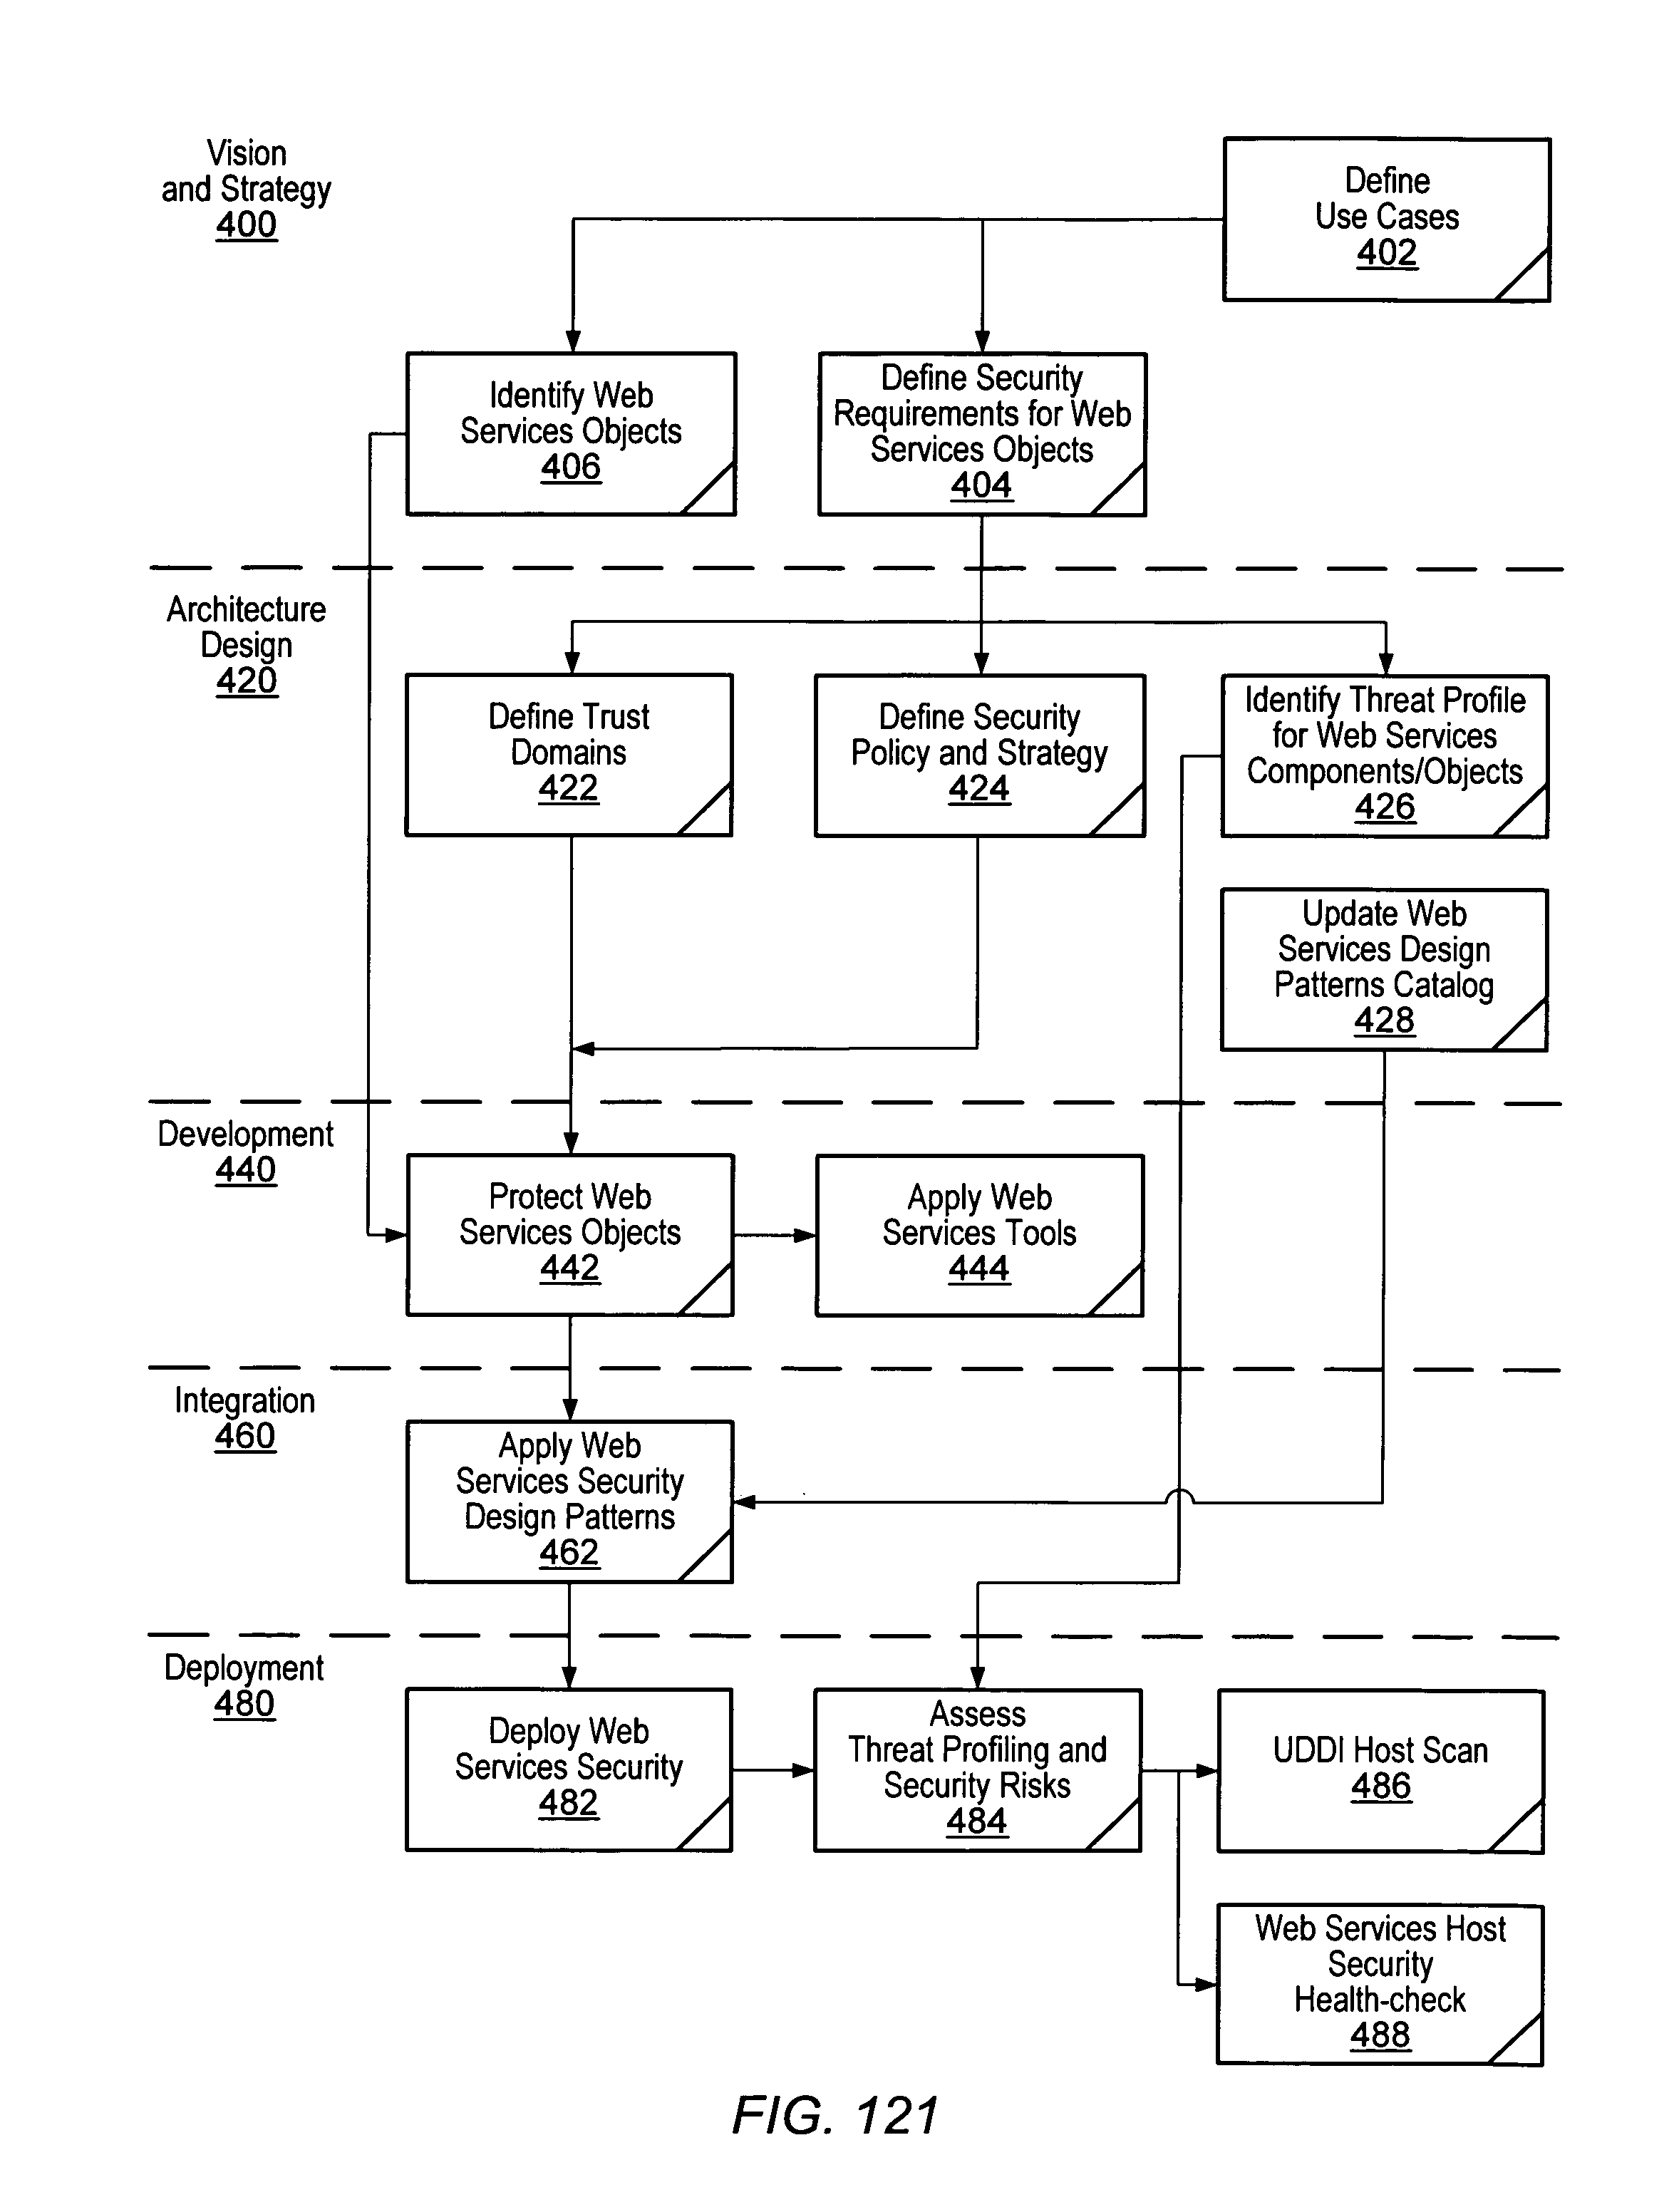 Vision
and Strategy
400
Define
Use Cases
402
Identify Web
Services Objects
406
Define Security
Requirements for Web
Services Objects
404
Architecture
Design
420
Define Trust
Domains
422
Define Security
Policy and Strategy
424
Identify Threat Profile
for Web Services
Components/Objects
426
Update Web
Services Design
Patterns Catalog
428
Development
440
Protect Web
Services Objects
442
Apply Web
Services Tools
444
Integration
460
Apply Web
Services Security
Design Patterns
462
Deployment
480
Deploy Web
Services Security
482
Assess
Threat Profiling and
Security Risks
484
UDDI Host Scan
486
Web Services Host
Security
Health-check
488
FIG. 121